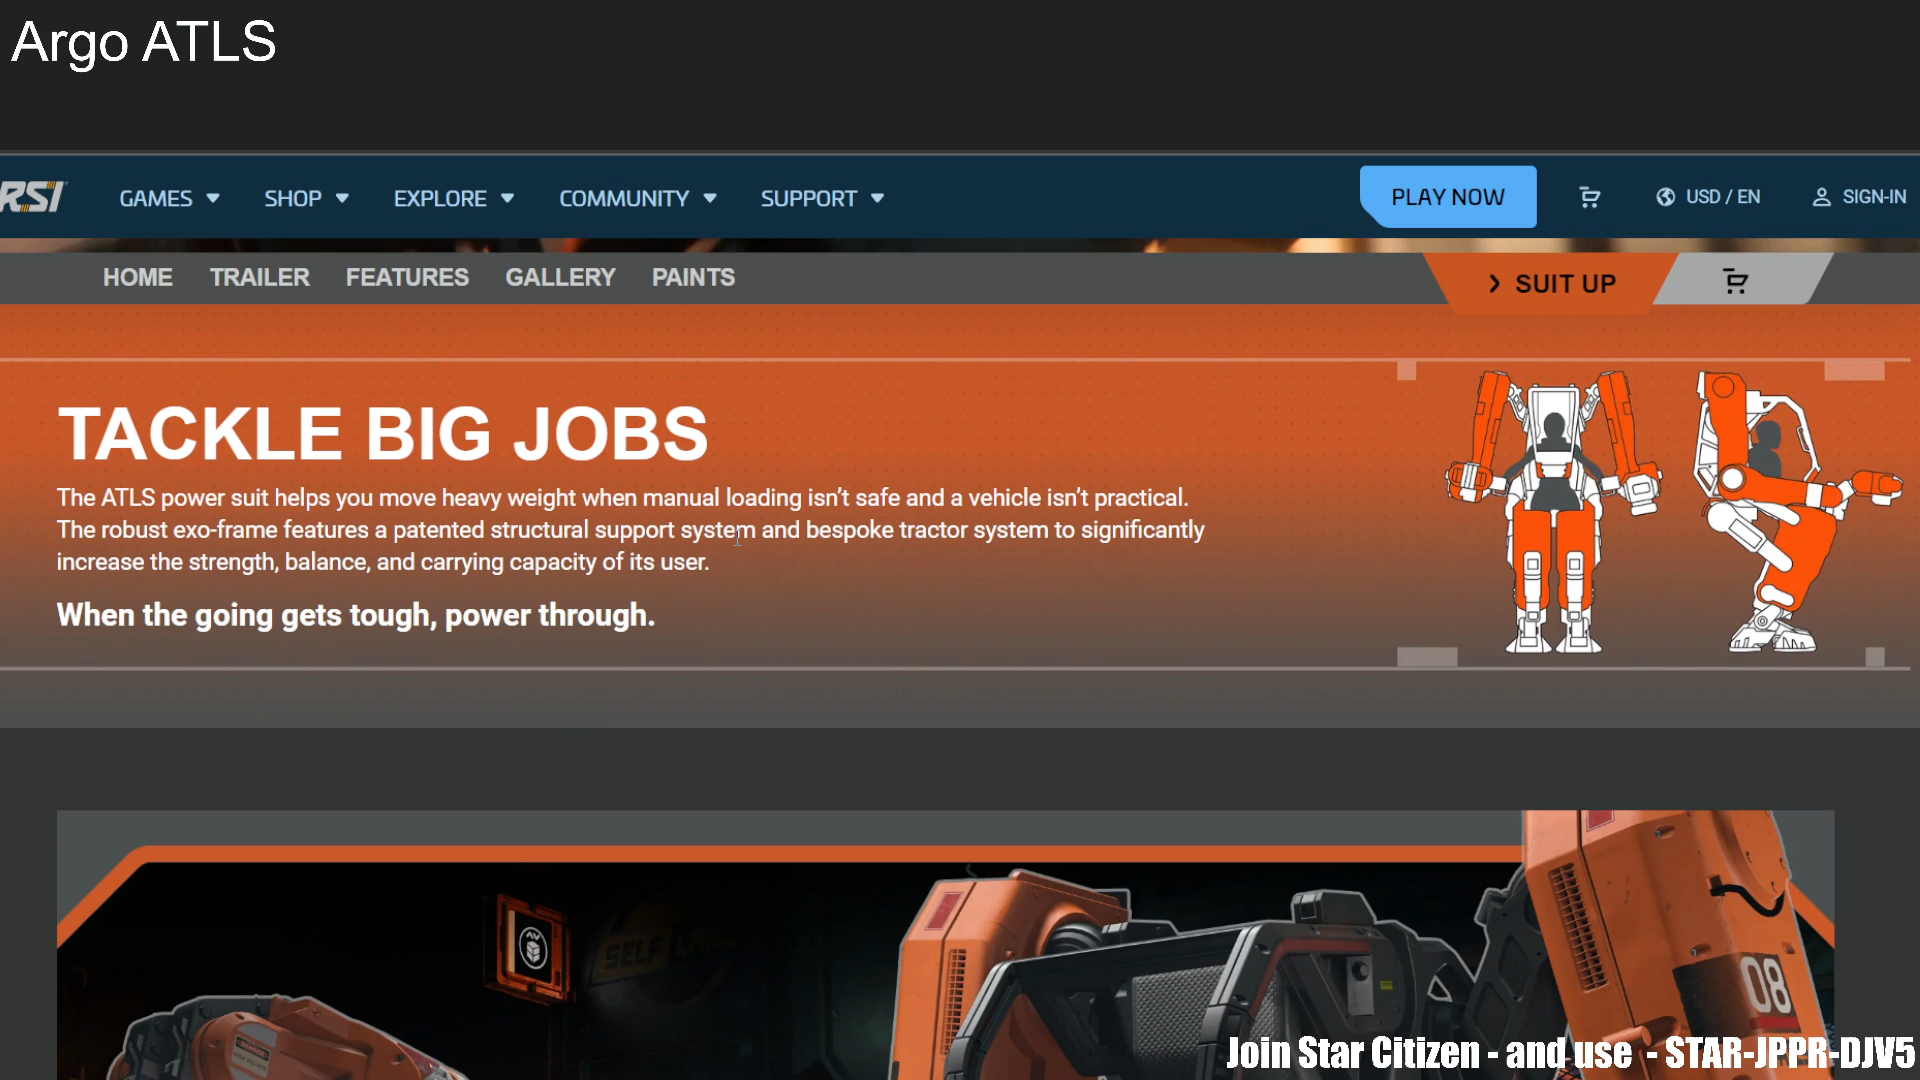 Argo ATLS
RSI GAMES SHOP EXPLORE COMMUNITY SUPPORT PLAY NOW USD / EN SIGN-IN
HOME TRAILER FEATURES GALLERY PAINTS SUIT UP
TACKLE BIG JOBS
The ATLS power suit helps you move heavy weight when manual loading isn’t safe and a vehicle isn’t practical.
The robust exo-frame features a patented structural support system and bespoke tractor system to significantly
increase the strength, balance, and carrying capacity of its user.
When the going gets tough, power through.
SELF
08
Join Star Citizen - and use - STAR-JPPR-DJV5